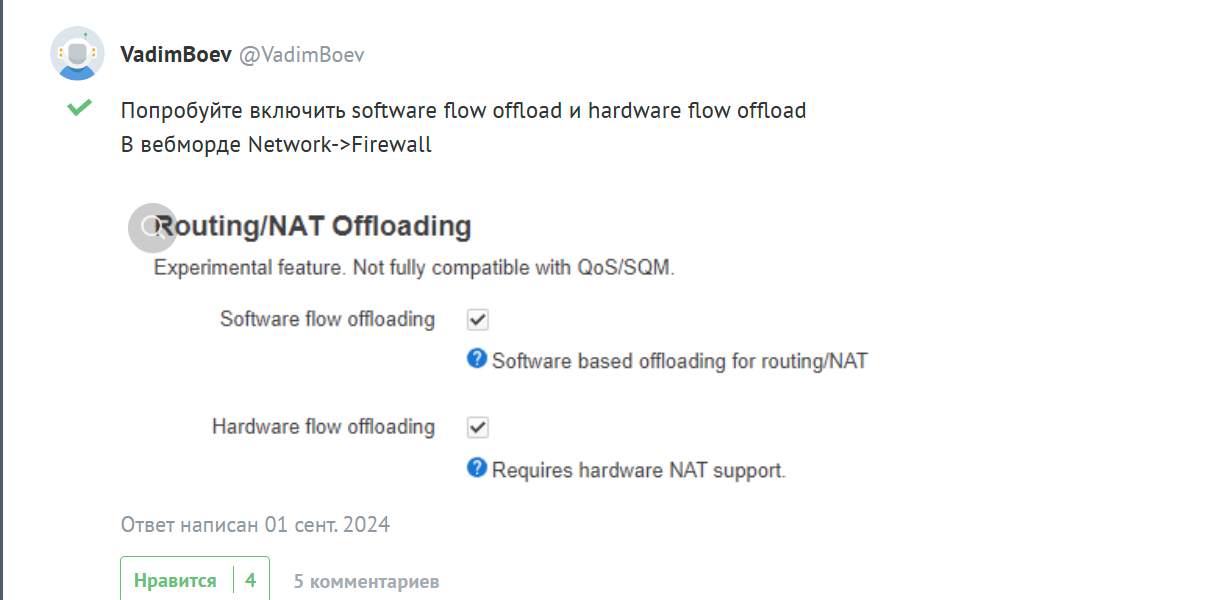 VadimBoev @VadimBoev
Попробуйте включить software flow offload и hardware flow offload
В вебморде Network->Firewall
Routing/NAT Offloading
Experimental feature. Not fully compatible with QoS/SQM.
Software flow offloading
Software based offloading for routing/NAT
Hardware flow offloading
Requires hardware NAT support.
Ответ написан 01 сент. 2024
Нравится 4 5 комментариев